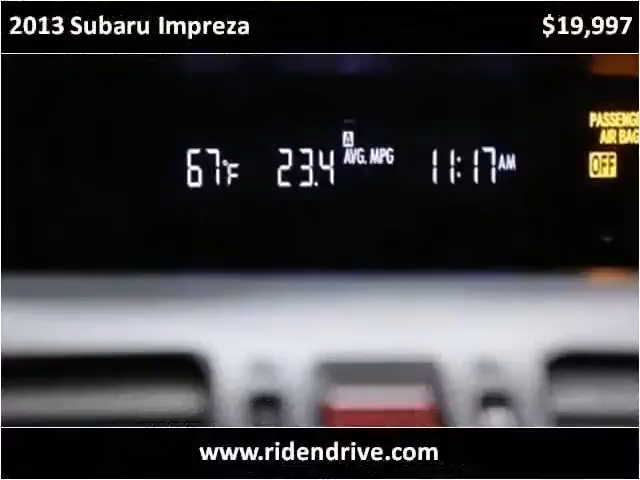 2013 Subaru Impreza $19,997
67°F 23.4 A AVG. MPG 11:17 AM
PASSENG
AIR BAG
OFF
www.ridendrive.com